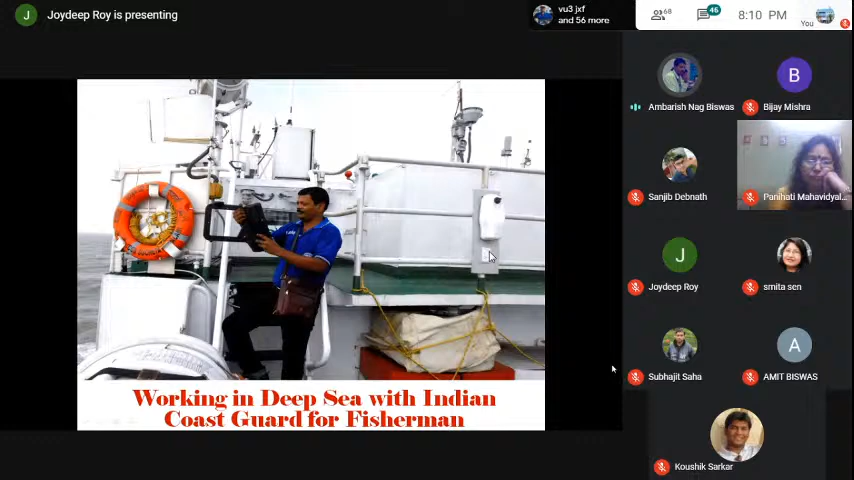 J
Joydeep Roy is presenting
vu3 jxf
and 56 more
68
45
8:10 PM
You
Ambarish Nag Biswas
B
Bijay Mishra
Sanjib Debnath
Panihati Mahavidyal...
J
Joydeep Roy
smita sen
Subhajit Saha
A
AMIT BISWAS
Koushik Sarkar
Working in Deep Sea with Indian
Coast Guard for Fisherman